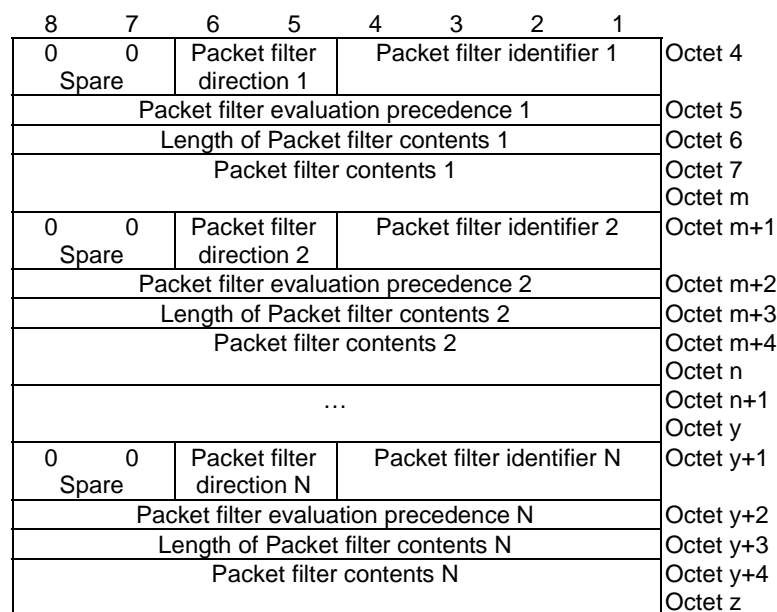 8 7 6 5 4 3 2 1
0 0 Packet filter Packet filter identifier 1 Octet 4
Spare direction 1
Packet filter evaluation precedence 1 Octet 5
Length of Packet filter contents 1 Octet 6
Packet filter contents 1 Octet 7
Octet m
0 0 Packet filter Packet filter identifier 2 Octet m+1
Spare direction 2
Packet filter evaluation precedence 2 Octet m+2
Length of Packet filter contents 2 Octet m+3
Packet filter contents 2 Octet m+4
Octet n
… Octet n+1
Octet y
0 0 Packet filter Packet filter identifier N Octet y+1
Spare direction N
Packet filter evaluation precedence N Octet y+2
Length of Packet filter contents N Octet y+3
Packet filter contents N Octet y+4
Octet z